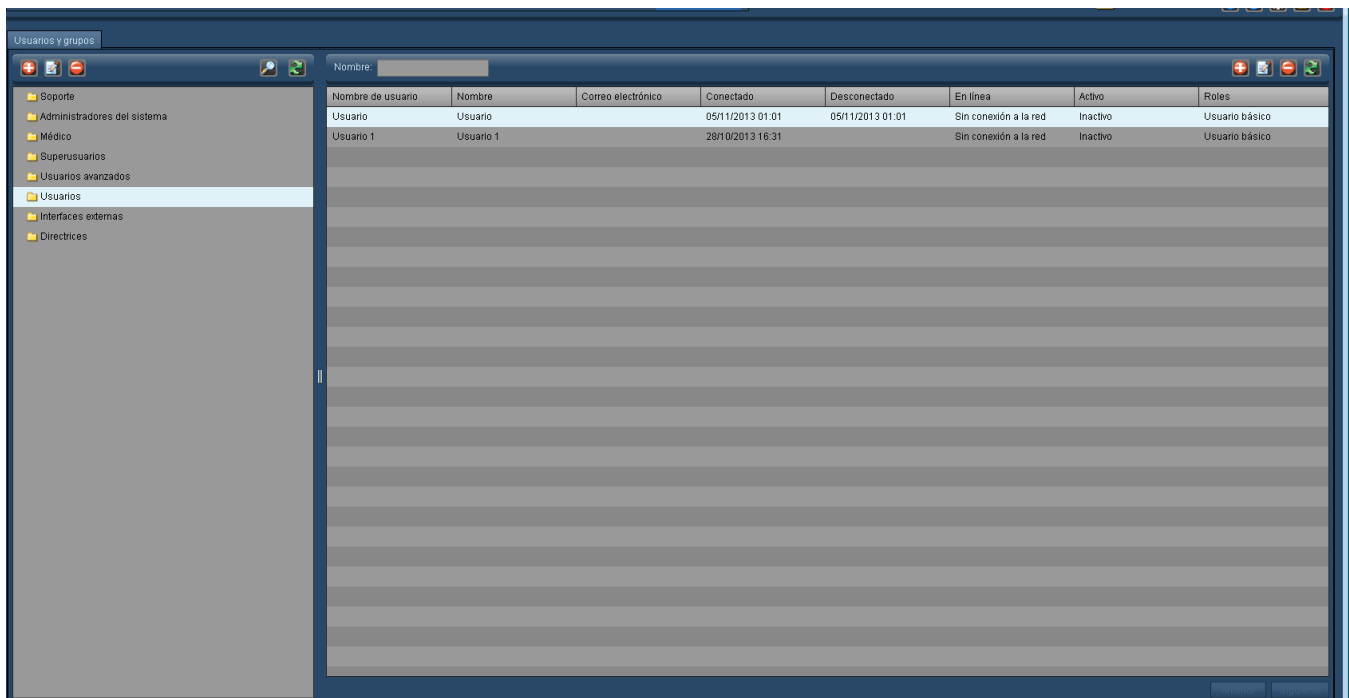 Usuarios y grupos
Nombre:
Soporte
Administradores del sistema
Médico
Superusuarios
Usuarios avanzados
Usuarios
Interfaces externas
Directrices
Nombre de usuario Nombre Correo electrónico Conectado Desconectado En línea Activo Roles
Usuario Usuario 05/11/2013 01:01 05/11/2013 01:01 Sin conexión a la red Inactivo Usuario básico
Usuario 1 Usuario 1 28/10/2013 16:31 Sin conexión a la red Inactivo Usuario básico